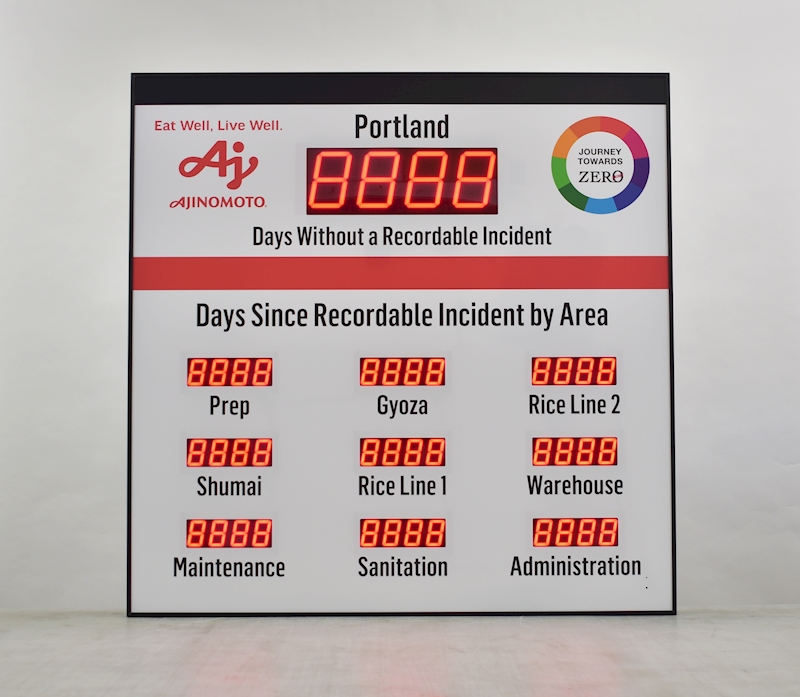 Eat Well, Live Well.
Aj
AJINOMOTO
Portland
8888
Days Without a Recordable Incident
JOURNEY
TOWARDS
ZERO
Days Since Recordable Incident by Area
8888 8888 8888
Prep Gyoza Rice Line 2
8888 8888 8888
Shumai Rice Line 1 Warehouse
8888 8888 8888
Maintenance Sanitation Administration